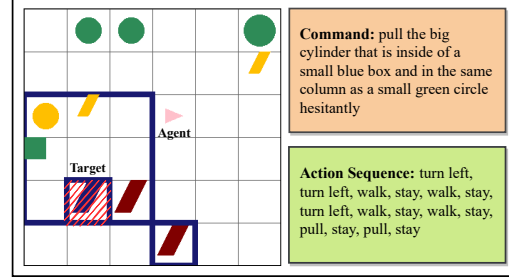 Agent
Target
Command: pull the big
cylinder that is inside of a
small blue box and in the same
column as a small green circle
hesitantly
Action Sequence: turn left,
turn left, walk, stay, walk, stay,
turn left, walk, stay, walk, stay,
pull, stay, pull, stay